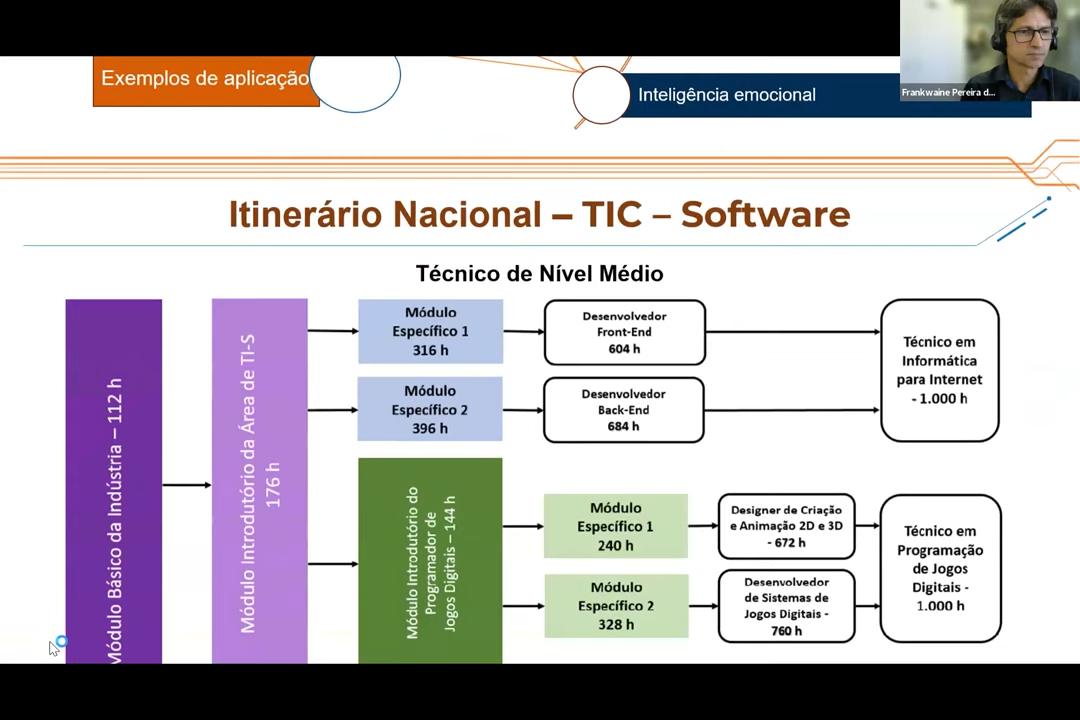 Exemplos de aplicação
Inteligência emocional
Frankwaine Pereira d...
Itinerário Nacional – TIC – Software
Técnico de Nível Médio
Módulo Básico da Indústria – 112 h
Módulo Introdutório da Área de TI-S
176 h
Módulo
Específico 1
316 h
Desenvolvedor
Front-End
604 h
Técnico em
Informática
para Internet
- 1.000 h
Módulo
Específico 2
396 h
Desenvolvedor
Back-End
684 h
Módulo Introdutório do
Programador de
Jogos Digitais – 144 h
Módulo
Específico 1
240 h
Designer de Criação
e Animação 2D e 3D
- 672 h
Técnico em
Programação
de Jogos
Digitais -
1.000 h
Módulo
Específico 2
328 h
Desenvolvedor
de Sistemas de
Jogos Digitais -
760 h